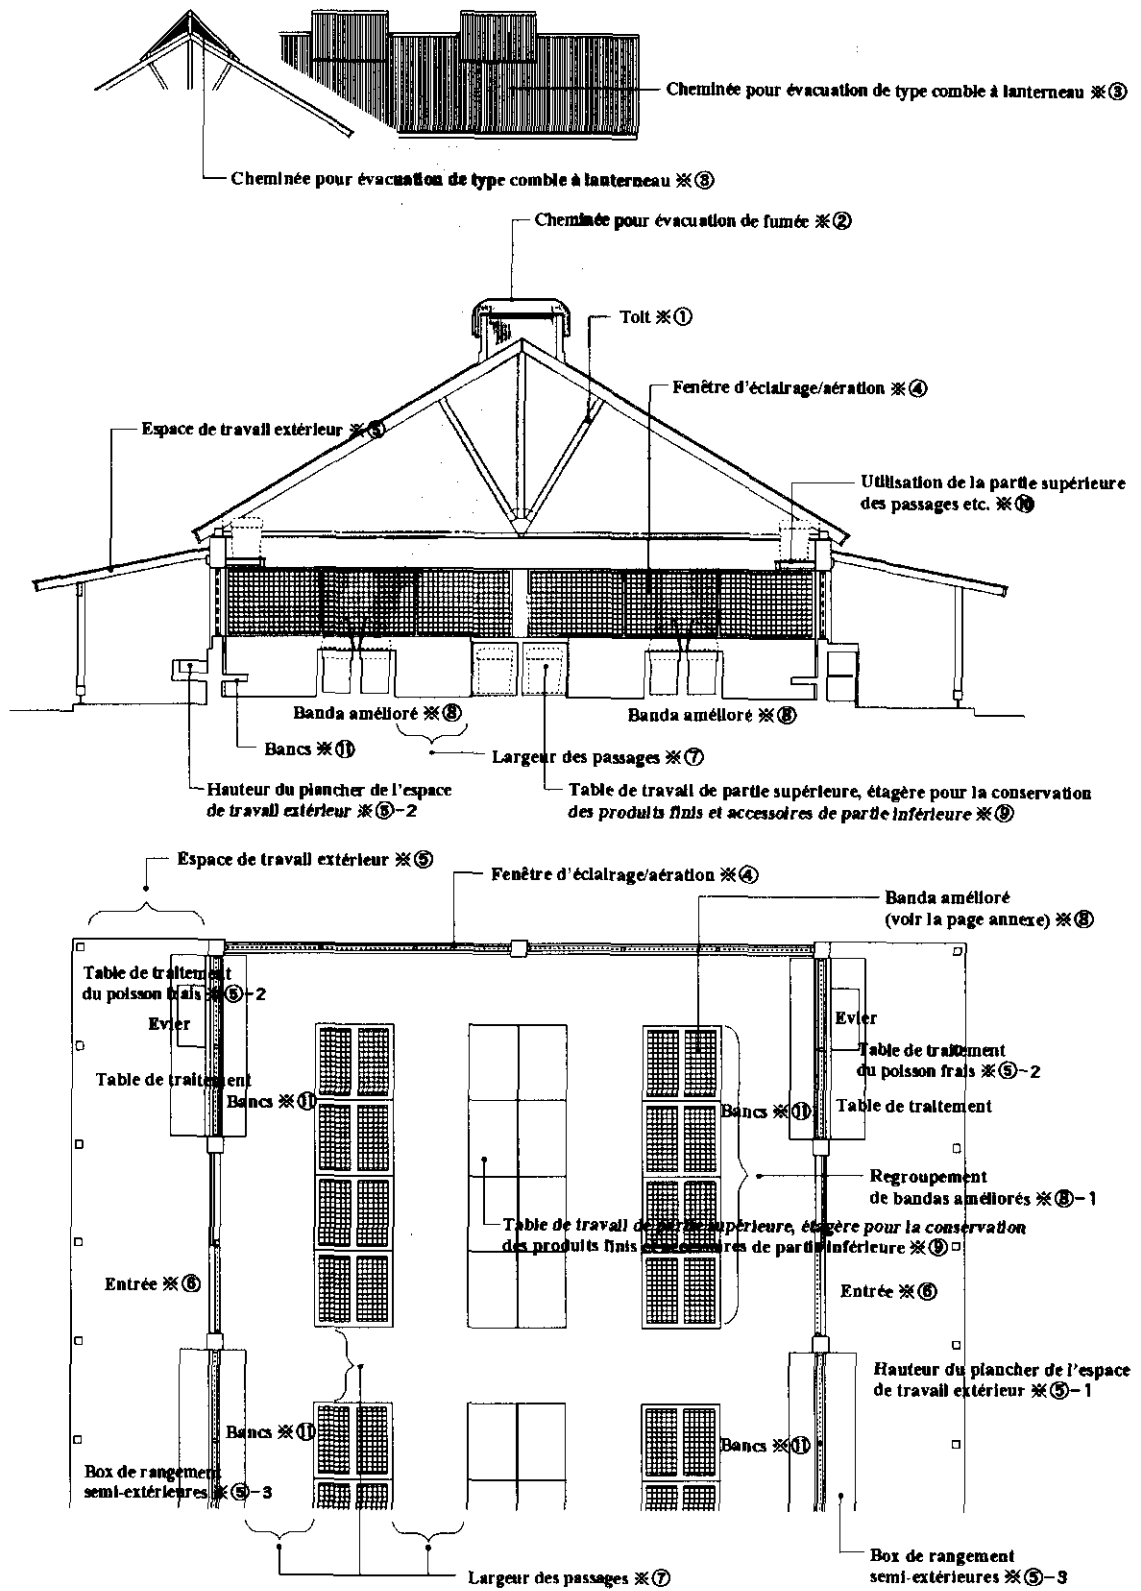 Cheminée pour évacuation de type comble à lanterneau ※③
Cheminée pour évacuation de type comble à lanterneau ※③
Cheminée pour évacuation de fumée ※②
Toit ※①
Fenêtre d'éclairage/aération ※④
Espace de travail extérieur ※⑤
Utilisation de la partie supérieure
des passages etc. ※⑩
Banda amélioré ※⑧
Banda amélioré ※⑧
Bancs ※⑪
Largeur des passages ※⑦
Hauteur du plancher de l'espace
de travail extérieur ※⑤-2
Table de travail de partie supérieure, étagère pour la conservation
des produits finis et accessoires de partie inférieure ※⑨
Espace de travail extérieur ※⑤
Fenêtre d'éclairage/aération ※④
Banda amélioré
(voir la page annexe) ※⑧
Table de traitement
du poisson frais ※⑤-2
Evier
Evier
Table de traitement
du poisson frais ※⑤-2
Table de traitement
Bancs ※⑪
Bancs ※⑪
Table de traitement
Regroupement
de bandas améliorés ※⑧-1
Table de travail de partie supérieure, étagère pour la conservation
des produits finis et accessoires de partie inférieure ※⑨
Entrée ※⑥
Entrée ※⑥
Hauteur du plancher de l'espace
de travail extérieur ※⑤-1
Bancs ※⑪
Bancs ※⑪
Box de rangement
semi-extérieures ※⑤-3
Box de rangement
semi-extérieures ※⑤-3
Largeur des passages ※⑦